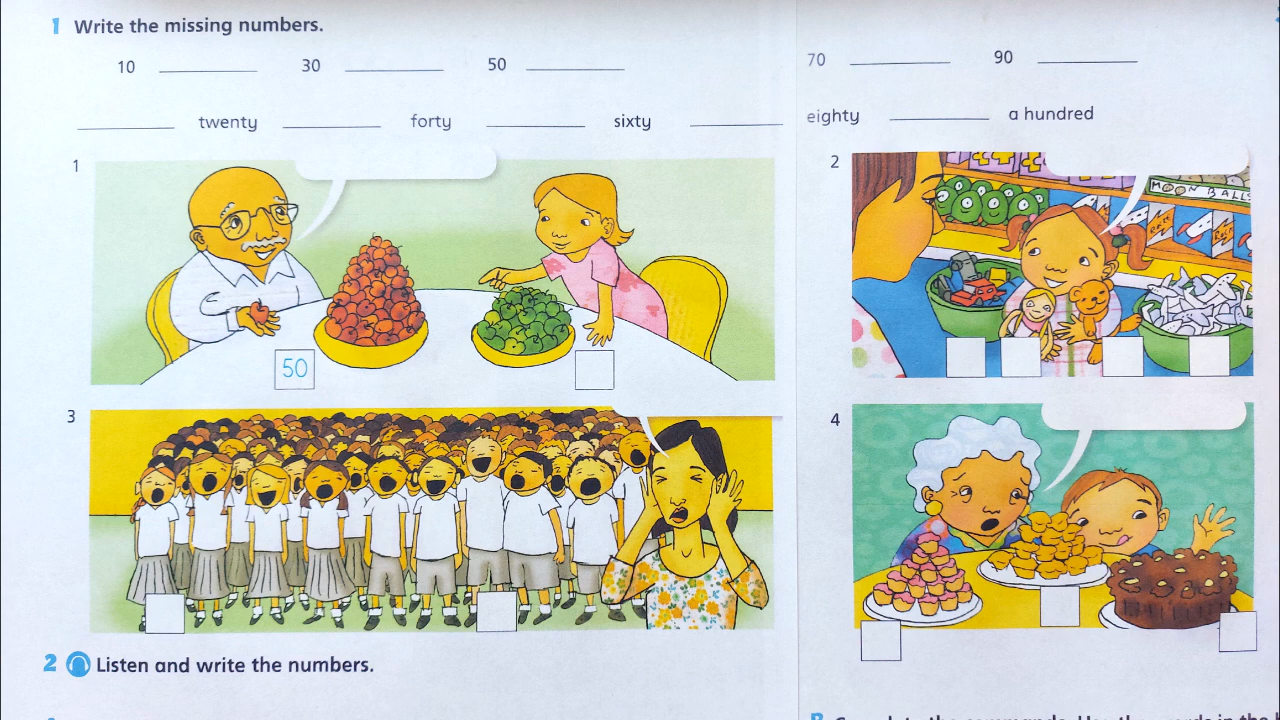 1 Write the missing numbers.
10 30 50 70 90
twenty forty sixty eighty a hundred
1
2
MOON BALLS
50
3
4
2 Listen and write the numbers.